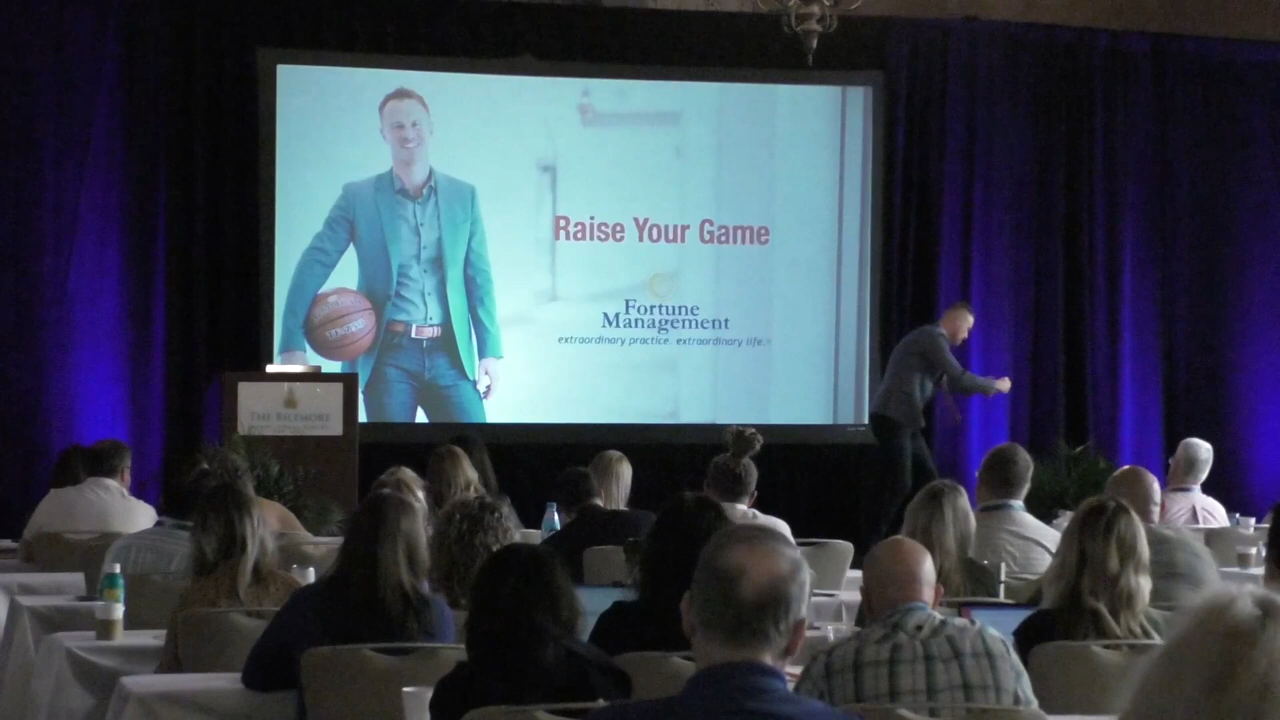 Raise Your Game
Fortune
Management
extraordinary practice. extraordinary life.
THE BILTMORE